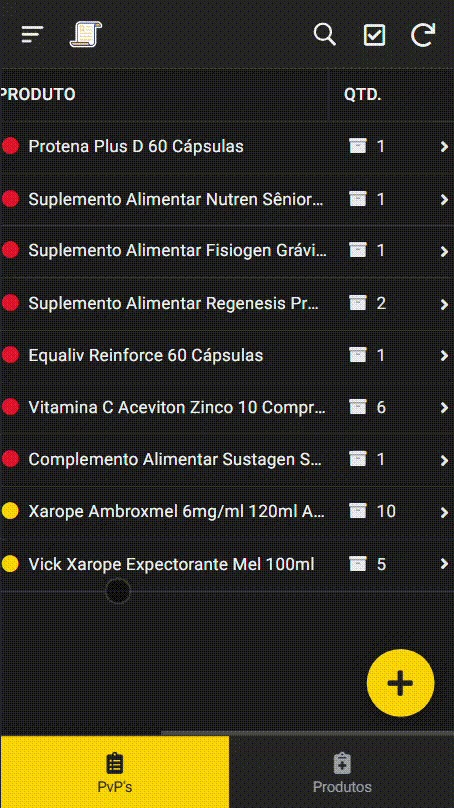 PRODUTO QTD.
Protena Plus D 60 Cápsulas 1
Suplemento Alimentar Nutren Sênior... 1
Suplemento Alimentar Fisiogen Grávi... 1
Suplemento Alimentar Regenesis Pr... 2
Equaliv Reinforce 60 Cápsulas 1
Vitamina C Aceviton Zinco 10 Compr... 6
Complemento Alimentar Sustagen S... 1
Xarope Ambroxmel 6mg/ml 120ml A... 10
Vick Xarope Expectorante Mel 100ml 5
PvP's Produtos